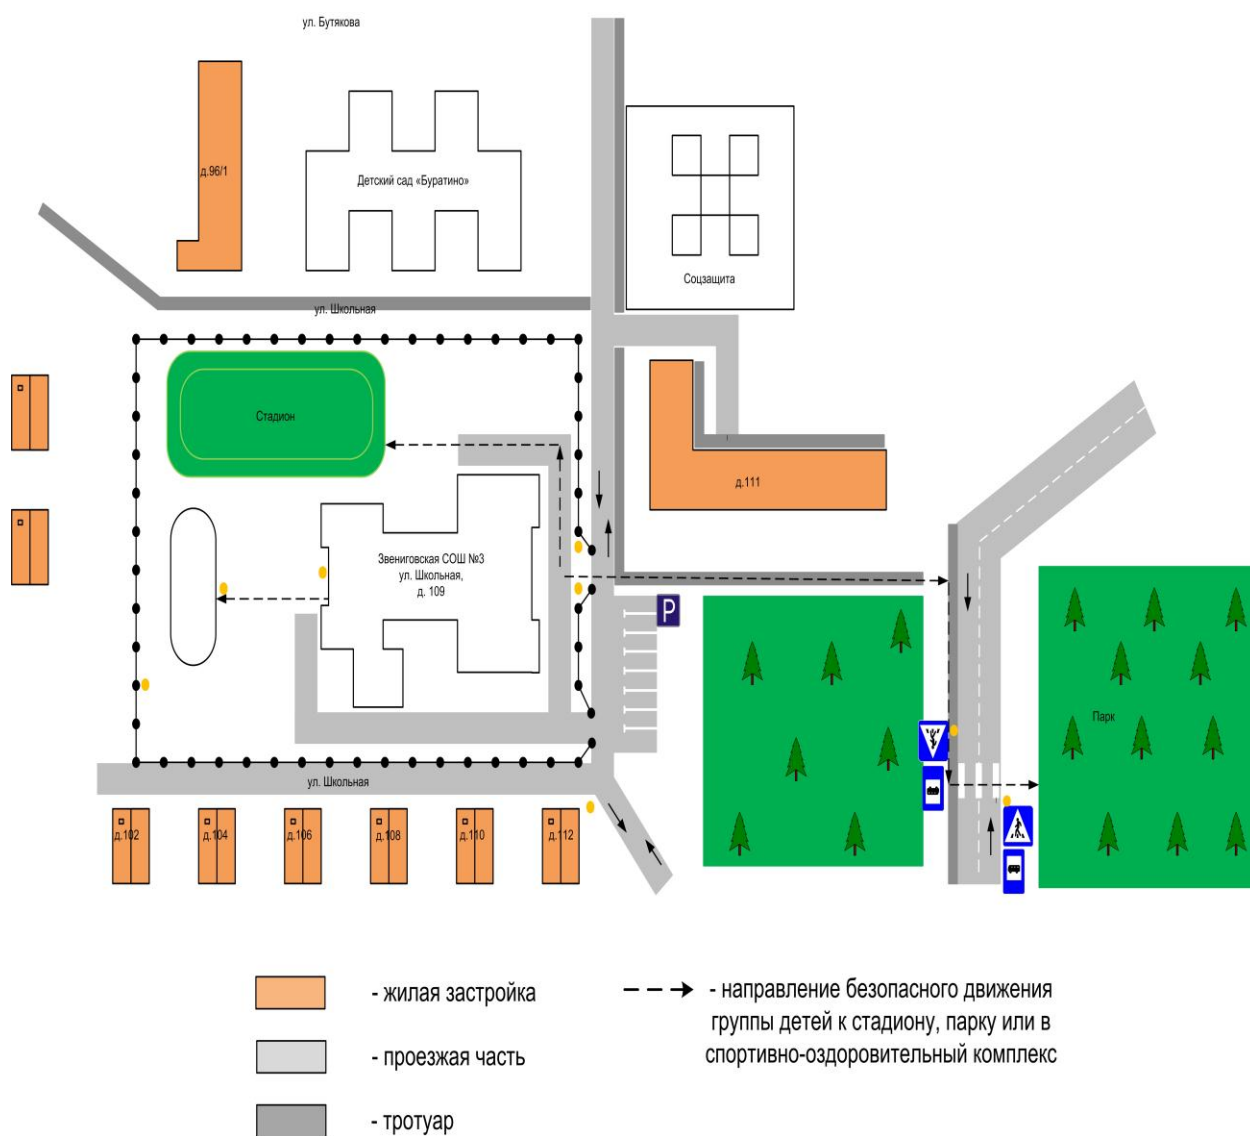 ул. Бутякова
д.96/1
Детский сад «Буратино»
Соцзащита
ул. Школьная
Стадион
д.111
Звениговская СОШ №3
ул. Школьная,
д. 109
P
Парк
ул. Школьная
д.102
д.104
д.106
д.108
д.110
д.112
- жилая застройка
- проезжая часть
- тротуар
- направление безопасного движения
группы детей к стадиону, парку или в
спортивно-оздоровительный комплекс